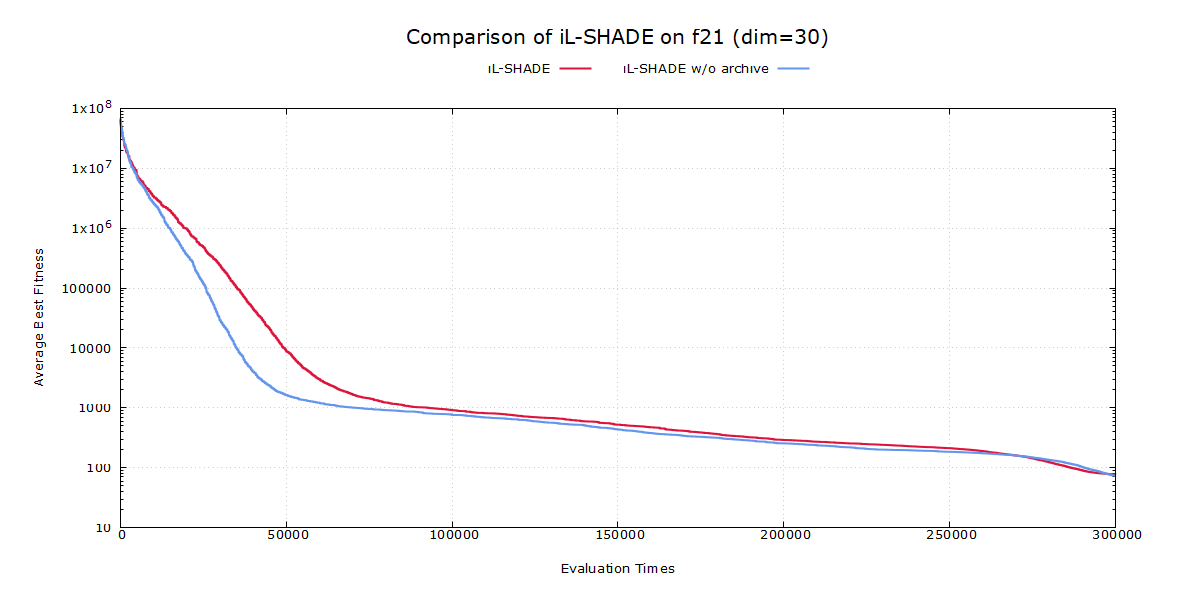 Comparison of iL-SHADE on f21 (dim=30)
iL-SHADE iL-SHADE w/o archive
1x10^8
1x10^7
1x10^6
100000
10000
1000
100
10
Average Best Fitness
0 50000 100000 150000 200000 250000 300000
Evaluation Times